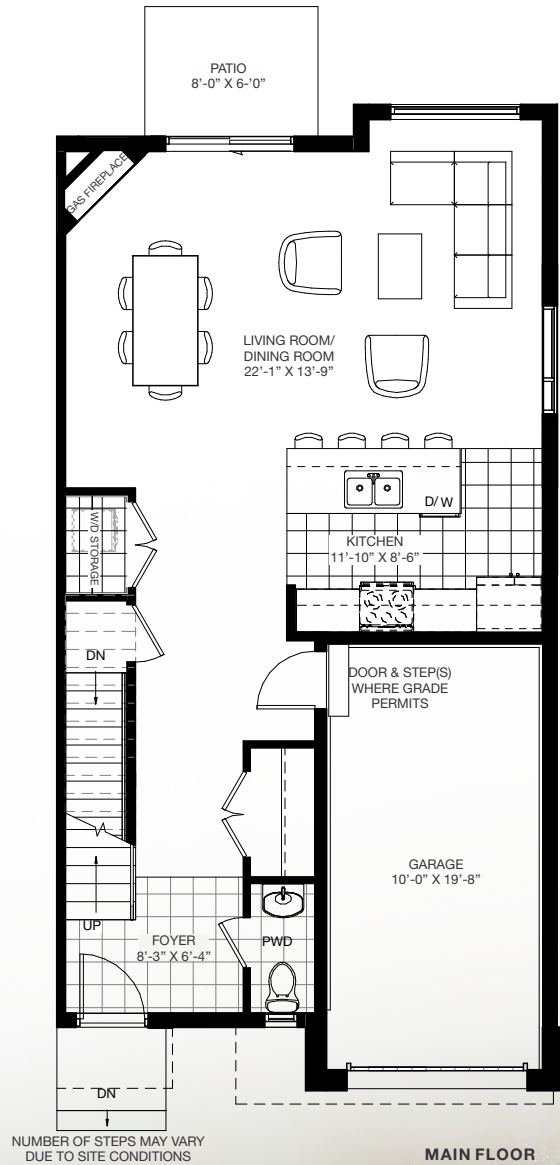 PATIO
8’-0” X 6-’0”
GAS FIREPLACE
LIVING ROOM/
DINING ROOM
22’-1” X 13’-9”
D/W
W/D STORAGE
KITCHEN
11’-10” X 8’-6”
DN
DOOR & STEP(S)
WHERE GRADE
PERMITS
GARAGE
10’-0” X 19’-8”
UP
FOYER
8’-3” X 6’-4”
PWD
DN
NUMBER OF STEPS MAY VARY
DUE TO SITE CONDITIONS
MAIN FLOOR